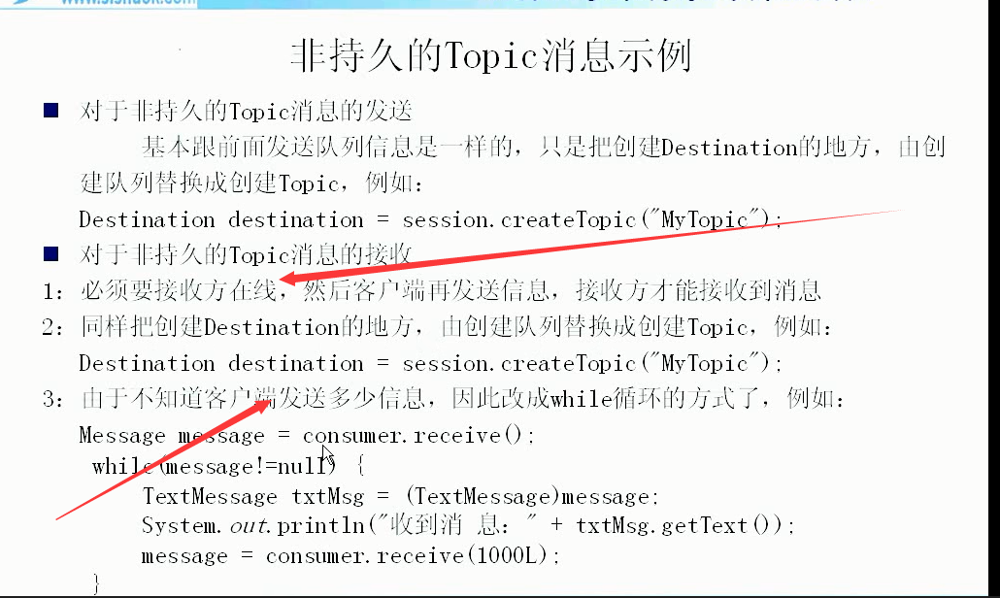 非持久的Topic消息示例
对于非持久的Topic消息的发送
基本跟前面发送队列信息是一样的，只是把创建Destination的地方，由创
建队列替换成创建Topic，例如：
Destination destination = session.createTopic("MyTopic");
对于非持久的Topic消息的接收
1：必须要接收方在线，然后客户端再发送信息，接收方才能接收到消息
2：同样把创建Destination的地方，由创建队列替换成创建Topic，例如：
Destination destination = session.createTopic("MyTopic");
3：由于不知道客户端发送多少信息，因此改成while循环的方式了，例如：
Message message = consumer.receive();
while(message!=null) {
TextMessage txtMsg = (TextMessage)message;
System.out.println("收到消 息：" + txtMsg.getText());
message = consumer.receive(1000L);
}